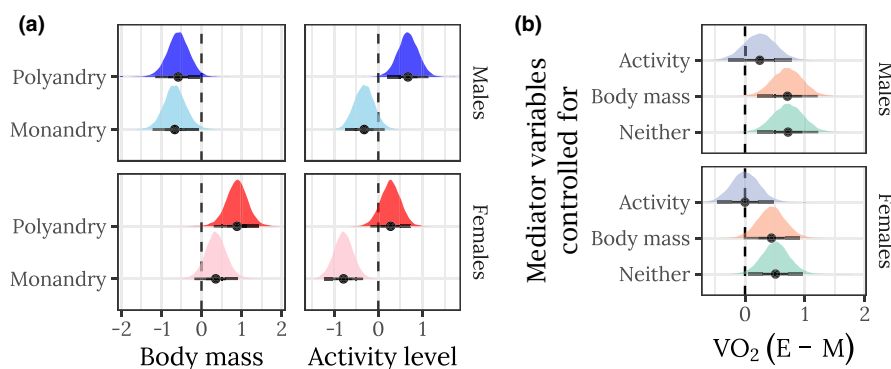 (a)
Polyandry
Monandry
Males
Polyandry
Monandry
Females
-2 -1 0 1 2
-1 0 1
Body mass
Activity level
(b)
Mediator variables
controlled for
Activity
Body mass
Neither
Males
Activity
Body mass
Neither
Females
0 1 2
VO₂ (E − M)